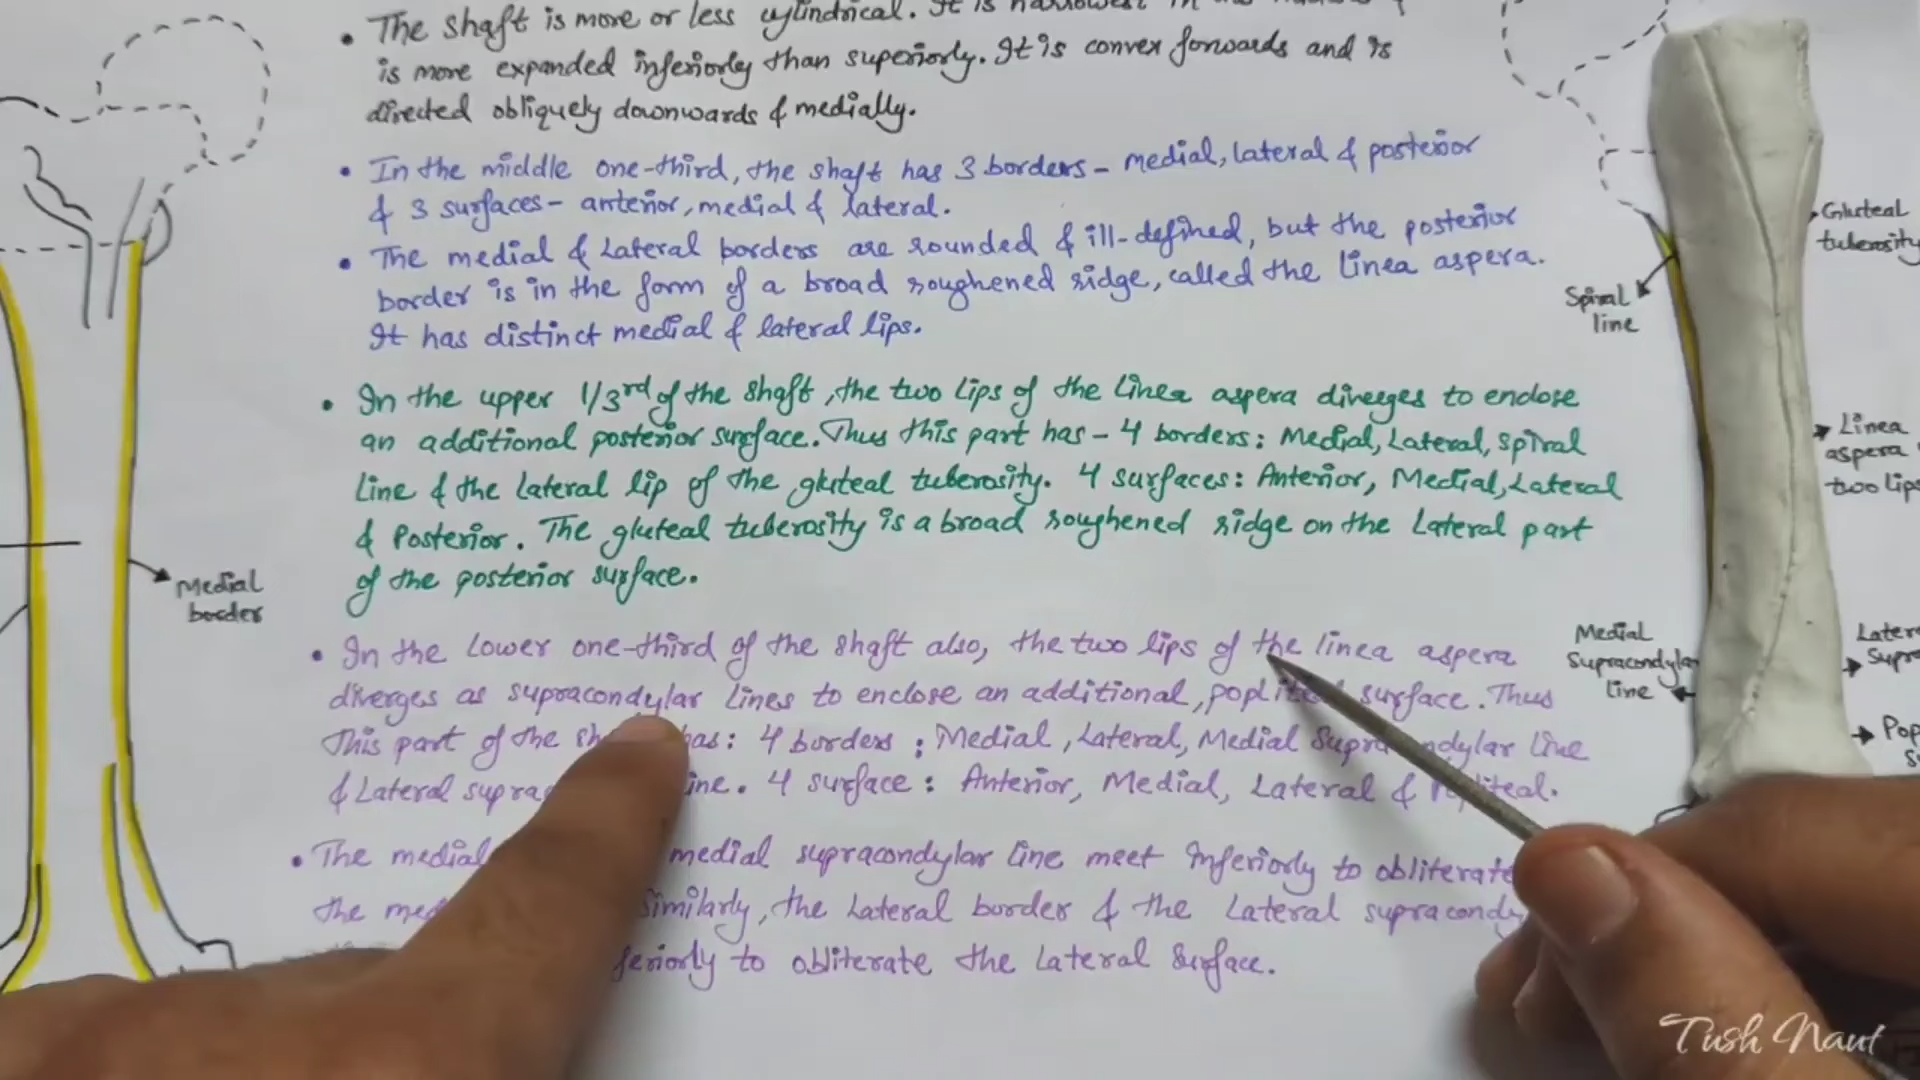 • The shaft is more or less cylindrical. It is narrowest in the
is more expanded inferiorly than superiorly. It is convex forwards and is
directed obliquely downwards & medially.
• In the middle one-third, the shaft has 3 borders - medial, lateral & posterior
& 3 surfaces - anterior, medial & lateral.
• The medial & Lateral borders are rounded & ill-defined, but the posterior
border is in the form of a broad roughened ridge, called the linea aspera.
It has distinct medial & lateral lips.
• In the upper 1/3rd of the shaft, the two lips of the linea aspera diverges to enclose
an additional posterior surface. Thus this part has - 4 borders: Medial, Lateral, spiral
line & the lateral lip of the gluteal tuberosity. 4 surfaces: Anterior, Medial, Lateral
& Posterior. The gluteal tuberosity is a broad roughened ridge on the Lateral part
of the posterior surface.
• In the Lower one-third of the shaft also, the two lips of the linea aspera
diverges as supracondylar lines to enclose an additional, surface. Thus
This part of the has: 4 borders: Medial, Lateral, Medial line
& Lateral 4 surface: Anterior, Medial, Lateral &
• The medial medial supracondylar line meet inferiorly to obliterate
the similarly, the Lateral border & the Lateral
to obliterate the Lateral Surface.
Medial
border
Gluteal
tuberosity
Spiral
line
Linea
aspera
two lips
Medial
Supracondylar
line
Tush Naut